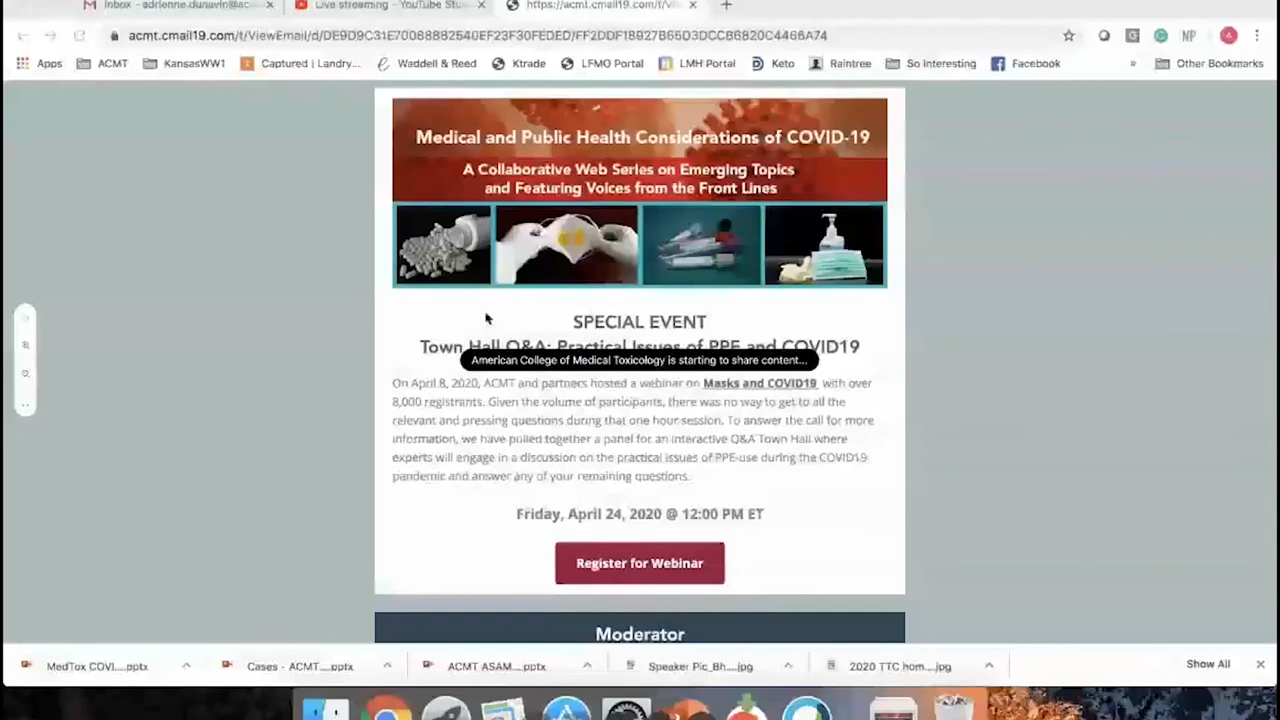 Inbox - adrienne.dunavin@ac
Live streaming - YouTube Stu
https://acmt.cmail19.com/t/Vi
acmt.cmail19.com/t/ViewEmail/d/DE9D9C31E70088882540EF23F30FEDED/FF2DDF18927B65D3DCCB6820C4466A74
Apps ACMT KansasWW1 Captured | Landry... Waddell & Reed Ktrade LFMO Portal LMH Portal Keto Raintree So Interesting Facebook » Other Bookmarks
Medical and Public Health Considerations of COVID-19
A Collaborative Web Series on Emerging Topics
and Featuring Voices from the Front Lines
SPECIAL EVENT
Town Hall Q&A: Practical Issues of PPE and COVID19
American College of Medical Toxicology is starting to share content...
On April 8, 2020, ACMT and partners hosted a webinar on Masks and COVID19 with over
8,000 registrants. Given the volume of participants, there was no way to get to all the
relevant and pressing questions during that one hour session. To answer the call for more
information, we have pulled together a panel for an interactive Q&A Town Hall where
experts will engage in a discussion on the practical issues of PPE-use during the COVID19
pandemic and answer any of your remaining questions.
Friday, April 24, 2020 @ 12:00 PM ET
Register for Webinar
Moderator
MedTox COVI....pptx Cases - ACMT....pptx ACMT ASAM....pptx Speaker Pic_Bh....jpg 2020 TTC hom....jpg Show All